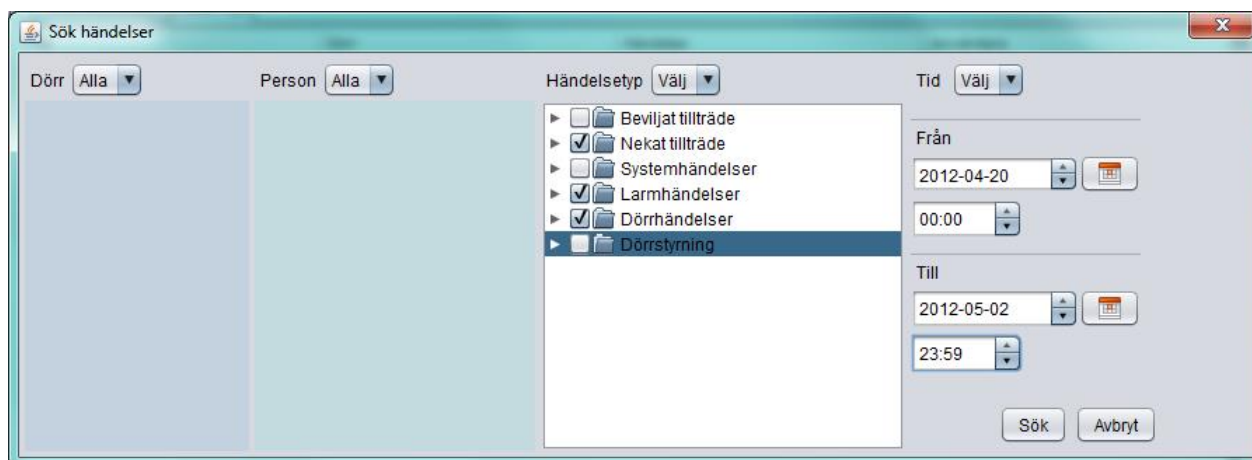 Sök händelser
Dörr Alla Person Alla Händelsetyp Välj Tid Välj
Beviljat tillträde
Nekat tillträde
Systemhändelser
Larmhändelser
Dörrhändelser
Dörrstyrning
Från
2012-04-20
00:00
Till
2012-05-02
23:59
Sök Avbryt